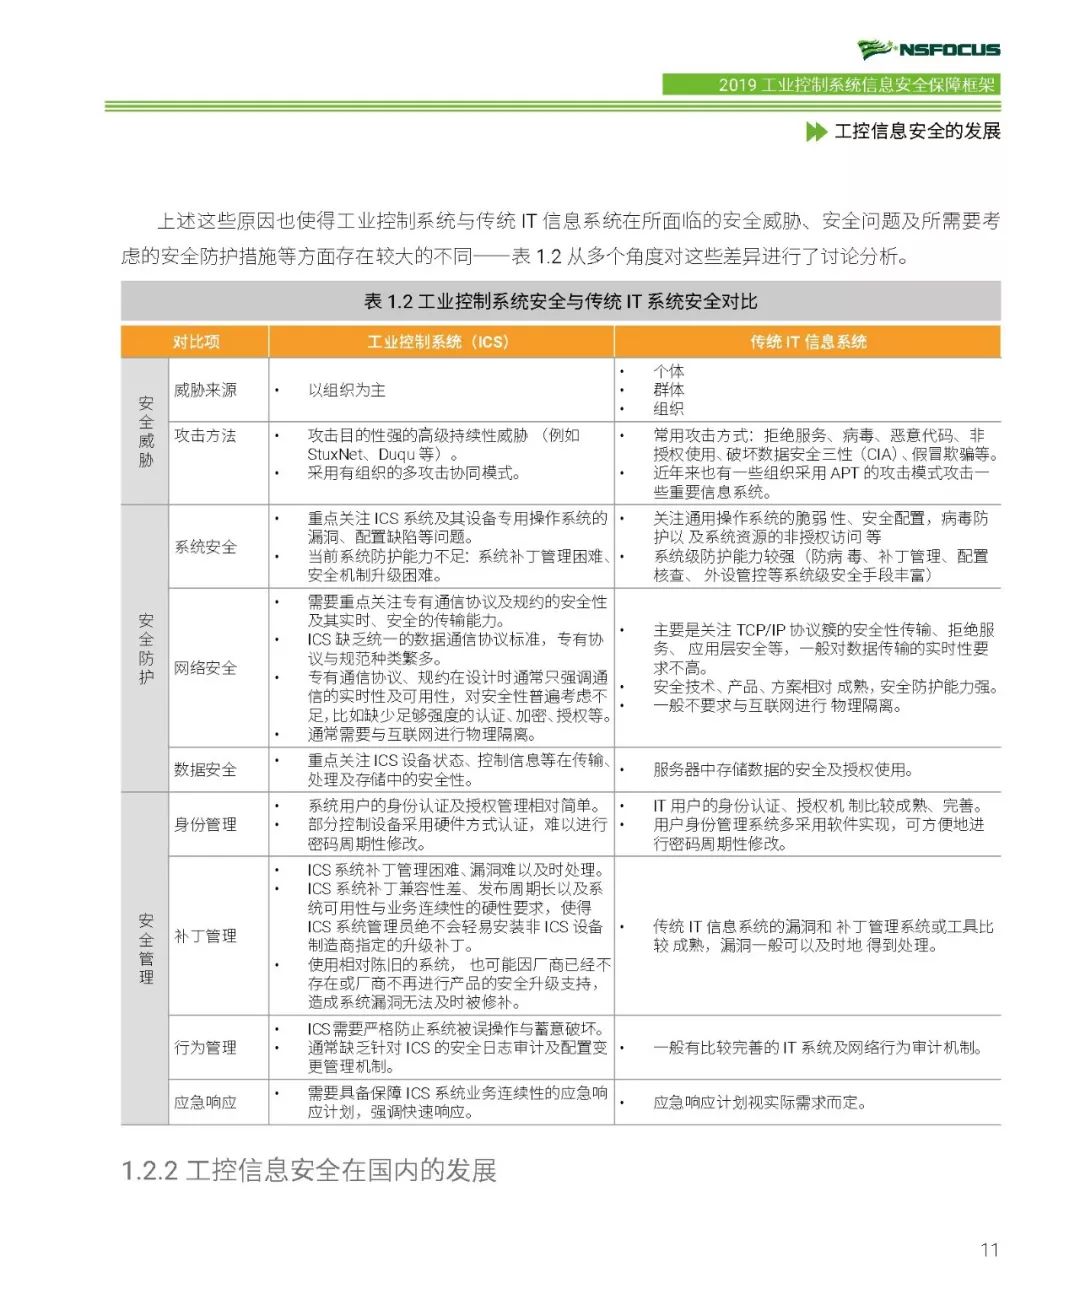 NSFOCUS
2019 工业控制系统信息安全保障框架
工控信息安全的发展
上述这些原因也使得工业控制系统与传统 IT 信息系统在所面临的安全威胁、安全问题及所需要考
虑的安全防护措施等方面存在较大的不同——表 1.2 从多个角度对这些差异进行了讨论分析。
表 1.2 工业控制系统安全与传统 IT 系统安全对比
对比项
工业控制系统（ICS）
传统 IT 信息系统
安全威胁
威胁来源
• 以组织为主
• 个体
• 群体
• 组织
攻击方法
• 攻击目的性强的高级持续性威胁 （例如
StuxNet、Duqu 等）。
• 采用有组织的多攻击协同模式。
• 常用攻击方式：拒绝服务、病毒、恶意代码、非
授权使用、破坏数据安全三性（CIA）、假冒欺骗等。
• 近年来也有一些组织采用 APT 的攻击模式攻击一
些重要信息系统。
安全防护
系统安全
• 重点关注 ICS 系统及其设备专用操作系统的
漏洞、配置缺陷等问题。
• 当前系统防护能力不足：系统补丁管理困难、
安全机制升级困难。
• 关注通用操作系统的脆弱 性、安全配置，病毒防
护以 及系统资源的非授权访问 等
• 系统级防护能力较强（防病 毒、补丁管理、配置
核查、 外设管控等系统级安全手段丰富）
网络安全
• 需要重点关注专有通信协议及规约的安全性
及其实时、安全的传输能力。
• ICS 缺乏统一的数据通信协议标准，专有协
议与规范种类繁多。
• 专有通信协议、规约在设计时通常只强调通
信的实时性及可用性，对安全性普遍考虑不
足，比如缺少足够强度的认证、加密、授权等。
• 通常需要与互联网进行物理隔离。
• 主要是关注 TCP/IP 协议簇的安全性传输、拒绝服
务、 应用层安全等，一般对数据传输的实时性要
求不高。
• 安全技术、产品、方案相对 成熟，安全防护能力强。
• 一般不要求与互联网进行 物理隔离。
数据安全
• 重点关注 ICS 设备状态、控制信息等在传输、
处理及存储中的安全性。
• 服务器中存储数据的安全及授权使用。
安全管理
身份管理
• 系统用户的身份认证及授权管理相对简单。
• 部分控制设备采用硬件方式认证，难以进行
密码周期性修改。
• IT 用户的身份认证、授权机 制比较成熟、完善。
• 用户身份管理系统多采用软件实现，可方便地进
行密码周期性修改。
补丁管理
• ICS 系统补丁管理困难、漏洞难以及时处理。
• ICS 系统补丁兼容性差、发布周期长以及系
统可用性与业务连续性的硬性要求，使得
ICS 系统管理员绝不会轻易安装非 ICS 设备
制造商指定的升级补丁。
• 使用相对陈旧的系统， 也可能因厂商已经不
存在或厂商不再进行产品的安全升级支持，
造成系统漏洞无法及时被修补。
• 传统 IT 信息系统的漏洞和 补丁管理系统或工具比
较 成熟，漏洞一般可以及时地 得到处理。
行为管理
• ICS 需要严格防止系统被误操作与蓄意破坏。
• 通常缺乏针对 ICS 的安全日志审计及配置变
更管理机制。
• 一般有比较完善的 IT 系统及网络行为审计机制。
应急响应
• 需要具备保障 ICS 系统业务连续性的应急响
应计划，强调快速响应。
• 应急响应计划视实际需求而定。
1.2.2 工控信息安全在国内的发展
11